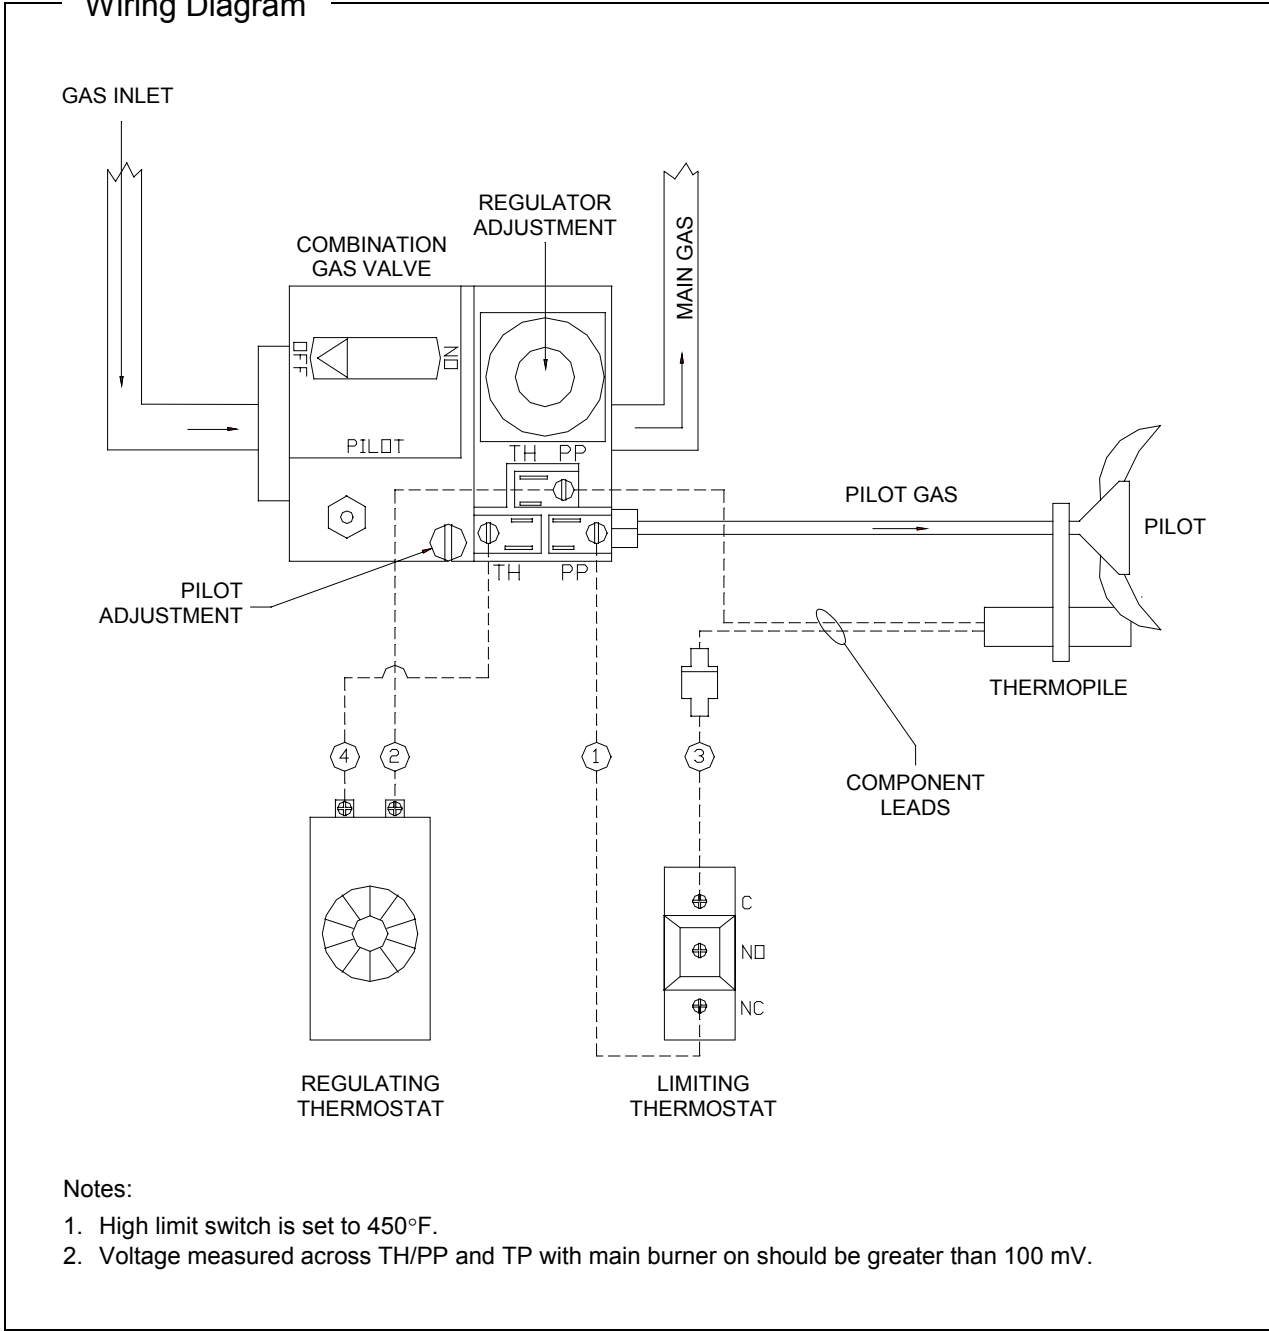 Wiring Diagram
GAS INLET
REGULATOR
ADJUSTMENT
COMBINATION
GAS VALVE
MAIN GAS
OFF
NO
PILOT
TH PP
PILOT GAS
PILOT
TH PP
PILOT
ADJUSTMENT
THERMOPILE
4
2
1
3
COMPONENT
LEADS
C
NO
NC
REGULATING
THERMOSTAT
LIMITING
THERMOSTAT
Notes:
1. High limit switch is set to 450°F.
2. Voltage measured across TH/PP and TP with main burner on should be greater than 100 mV.